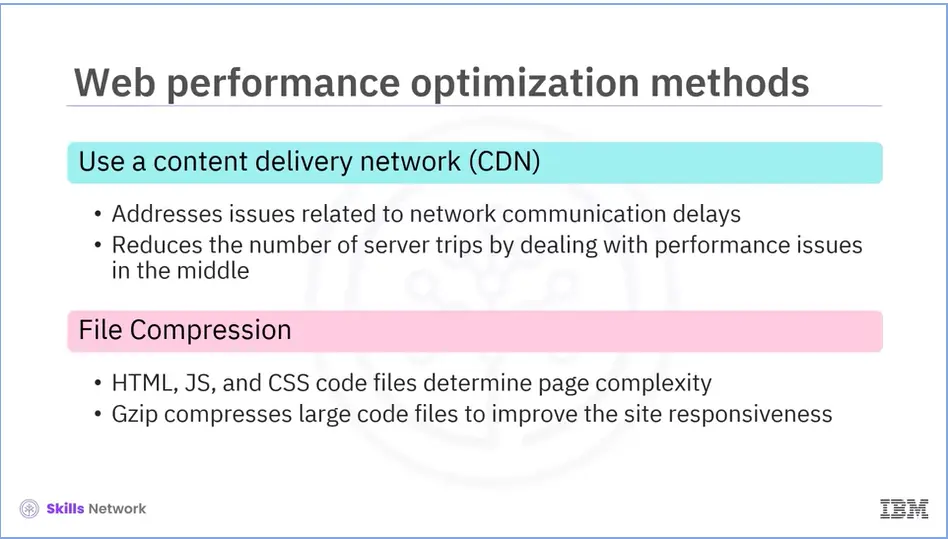 Web performance optimization methods
Use a content delivery network (CDN)
• Addresses issues related to network communication delays
• Reduces the number of server trips by dealing with performance issues
in the middle
File Compression
• HTML, JS, and CSS code files determine page complexity
• Gzip compresses large code files to improve the site responsiveness
Skills Network
IBM